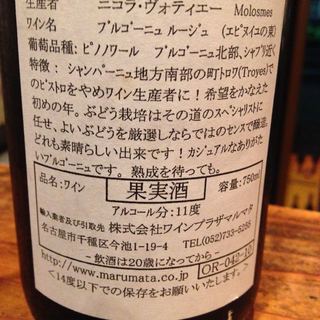 生産者 ニコラ・ヴォティエー Molosmes
ワイン名 ブルゴーニュ ルージュ (エピヌイユの東)
葡萄品種: ピノノワール ブルゴーニュ北部、シャブリ近く
特徴: シャンパーニュ地方南部の町トロワ(Troyes)で
のビストロをやめワイン生産者に！希望をかなえた
初めの年。ぶどう栽培はその道のスペシャリストに
任せ、よいぶどうを厳選しならではのセンスで醸造。
どれも素晴らしい出来です！カジュアルなありがた
いブルゴーニュです。熟成を待っても。
品名:ワイン 果実酒 容量:750ml
アルコール分:11度
輸入業者及び引取先 株式会社ワインプラザマルマタ
名古屋市千種区今池1-19-4 TEL(052)733-
- 飲酒は20歳になってから -
http://www.marumata.co.jp
<14度以下での保存をお願いします。>